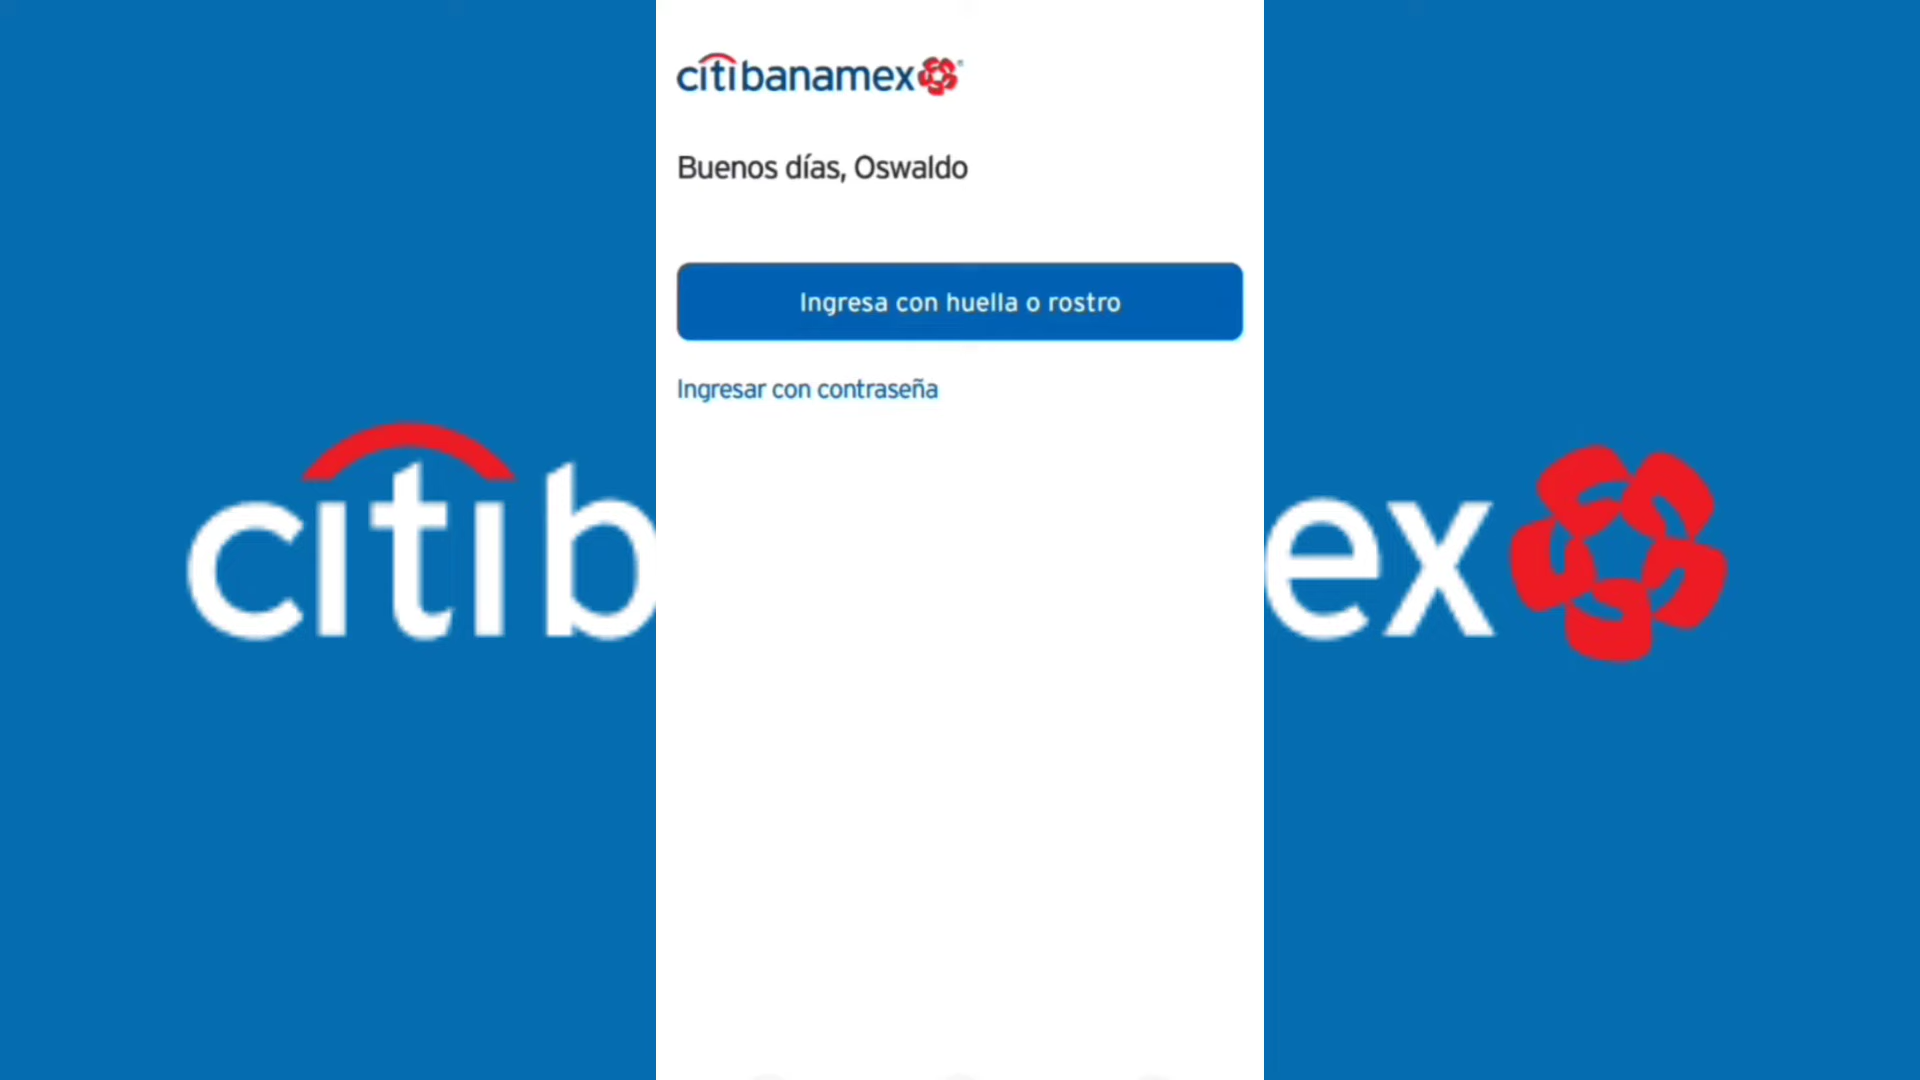 citibanamex®
Buenos días, Oswaldo
Ingresa con huella o rostro
Ingresar con contraseña
citib
ex